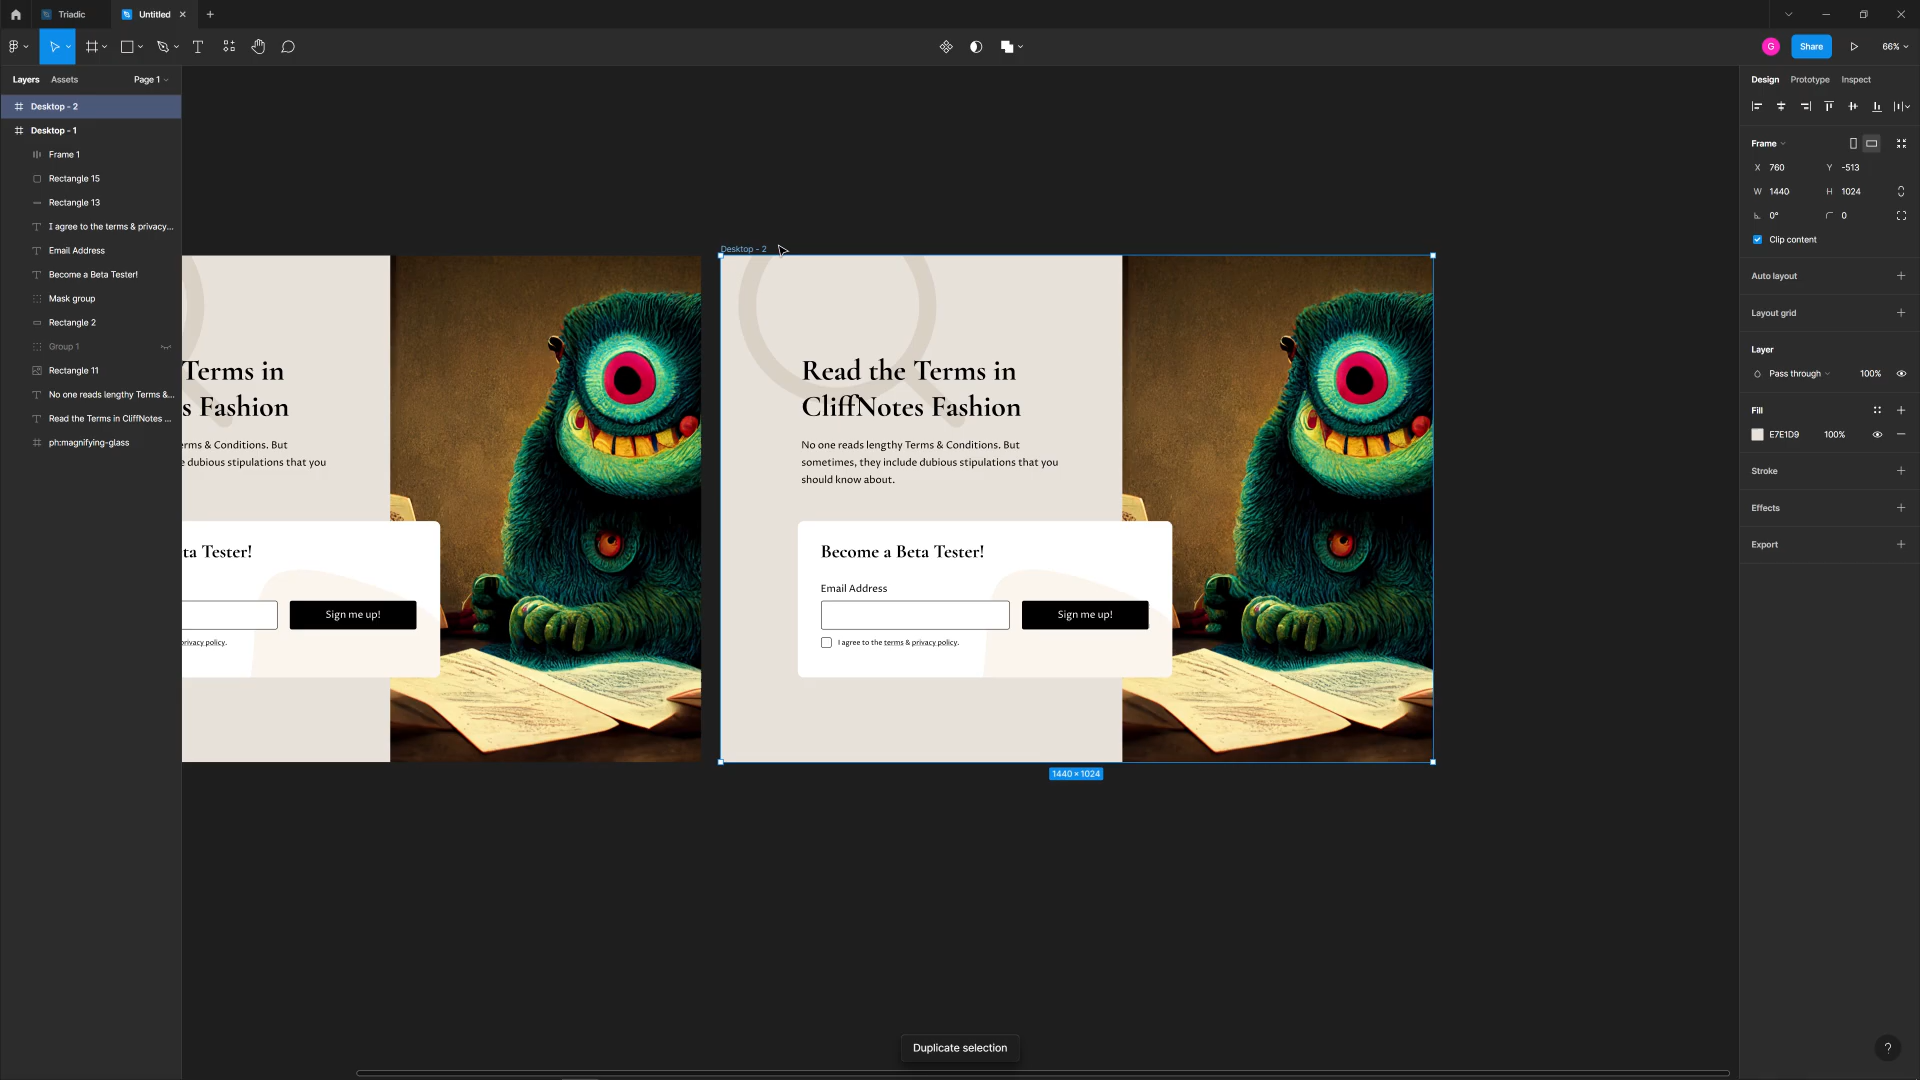 Triadic
Untitled
G
Share
66%
Layers
Assets
Page 1
Desktop - 2
Desktop - 1
Frame 1
Rectangle 15
Rectangle 13
I agree to the terms & privacy...
Email Address
Become a Beta Tester!
Mask group
Rectangle 2
Group 1
Rectangle 11
No one reads lengthy Terms &...
Read the Terms in CliffNotes ...
ph:magnifying-glass
Terms in
s Fashion
erms & Conditions. But
e dubious stipulations that you
ta Tester!
Sign me up!
privacy policy.
Desktop - 2
Read the Terms in
CliffNotes Fashion
No one reads lengthy Terms & Conditions. But
sometimes, they include dubious stipulations that you
should know about.
Become a Beta Tester!
Email Address
Sign me up!
I agree to the terms & privacy policy.
1440 × 1024
Duplicate selection
Design
Prototype
Inspect
Frame
X 760 Y -513
W 1440 H 1024
0° 0
Clip content
Auto layout
Layout grid
Layer
Pass through 100%
Fill
E7E1D9 100%
Stroke
Effects
Export
?